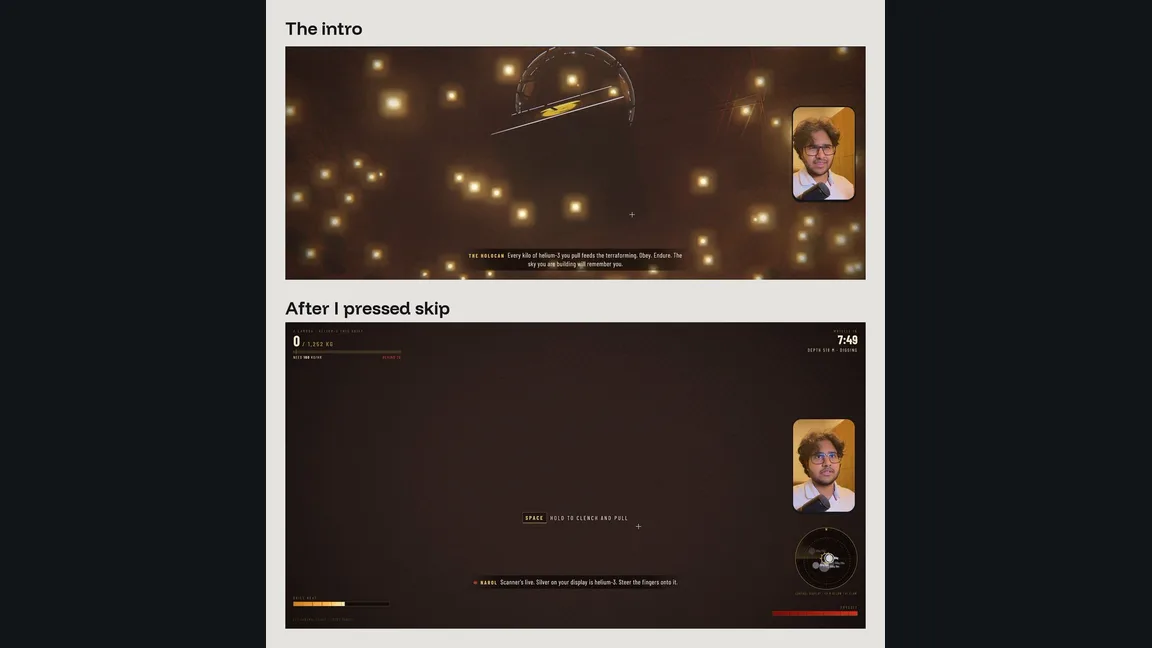 The intro
THE HOLOCAN Every kilo of helium-3 you pull feeds the terraforming. Obey. Endure. The
sky you are building will remember you.
After I pressed skip
0 / 1,252 KG
7:49
DEPTH 510 M · DIGGING
SPACE HOLD TO CLENCH AND PULL
NAROL Scanner's live. Silver on your display is helium-3. Steer the fingers onto it.